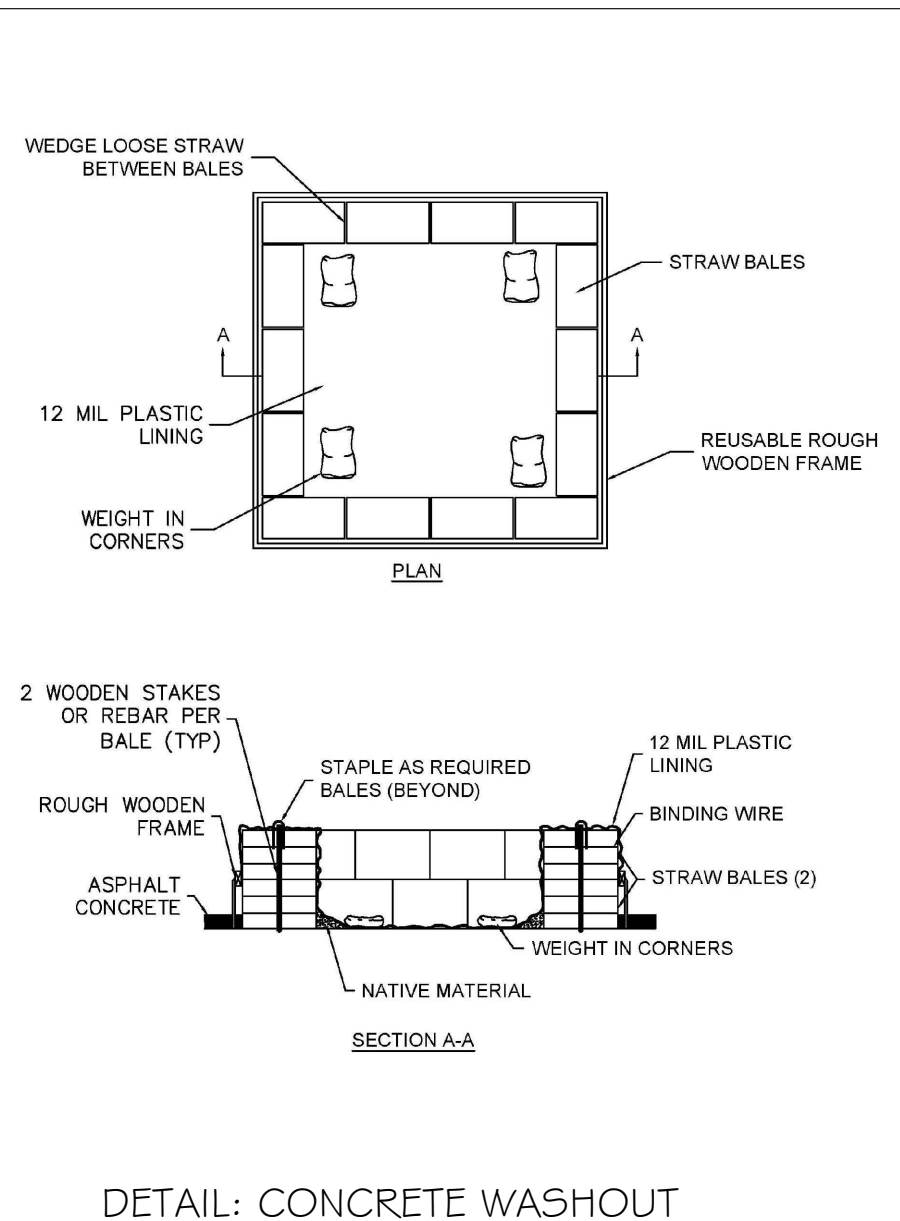 WEDGE LOOSE STRAW
BETWEEN BALES
STRAW BALES
A
A
12 MIL PLASTIC
LINING
REUSABLE ROUGH
WOODEN FRAME
WEIGHT IN
CORNERS
PLAN
2 WOODEN STAKES
OR REBAR PER
BALE (TYP)
STAPLE AS REQUIRED
BALES (BEYOND)
12 MIL PLASTIC
LINING
ROUGH WOODEN
FRAME
BINDING WIRE
ASPHALT
CONCRETE
STRAW BALES (2)
WEIGHT IN CORNERS
NATIVE MATERIAL
SECTION A-A
DETAIL: CONCRETE WASHOUT